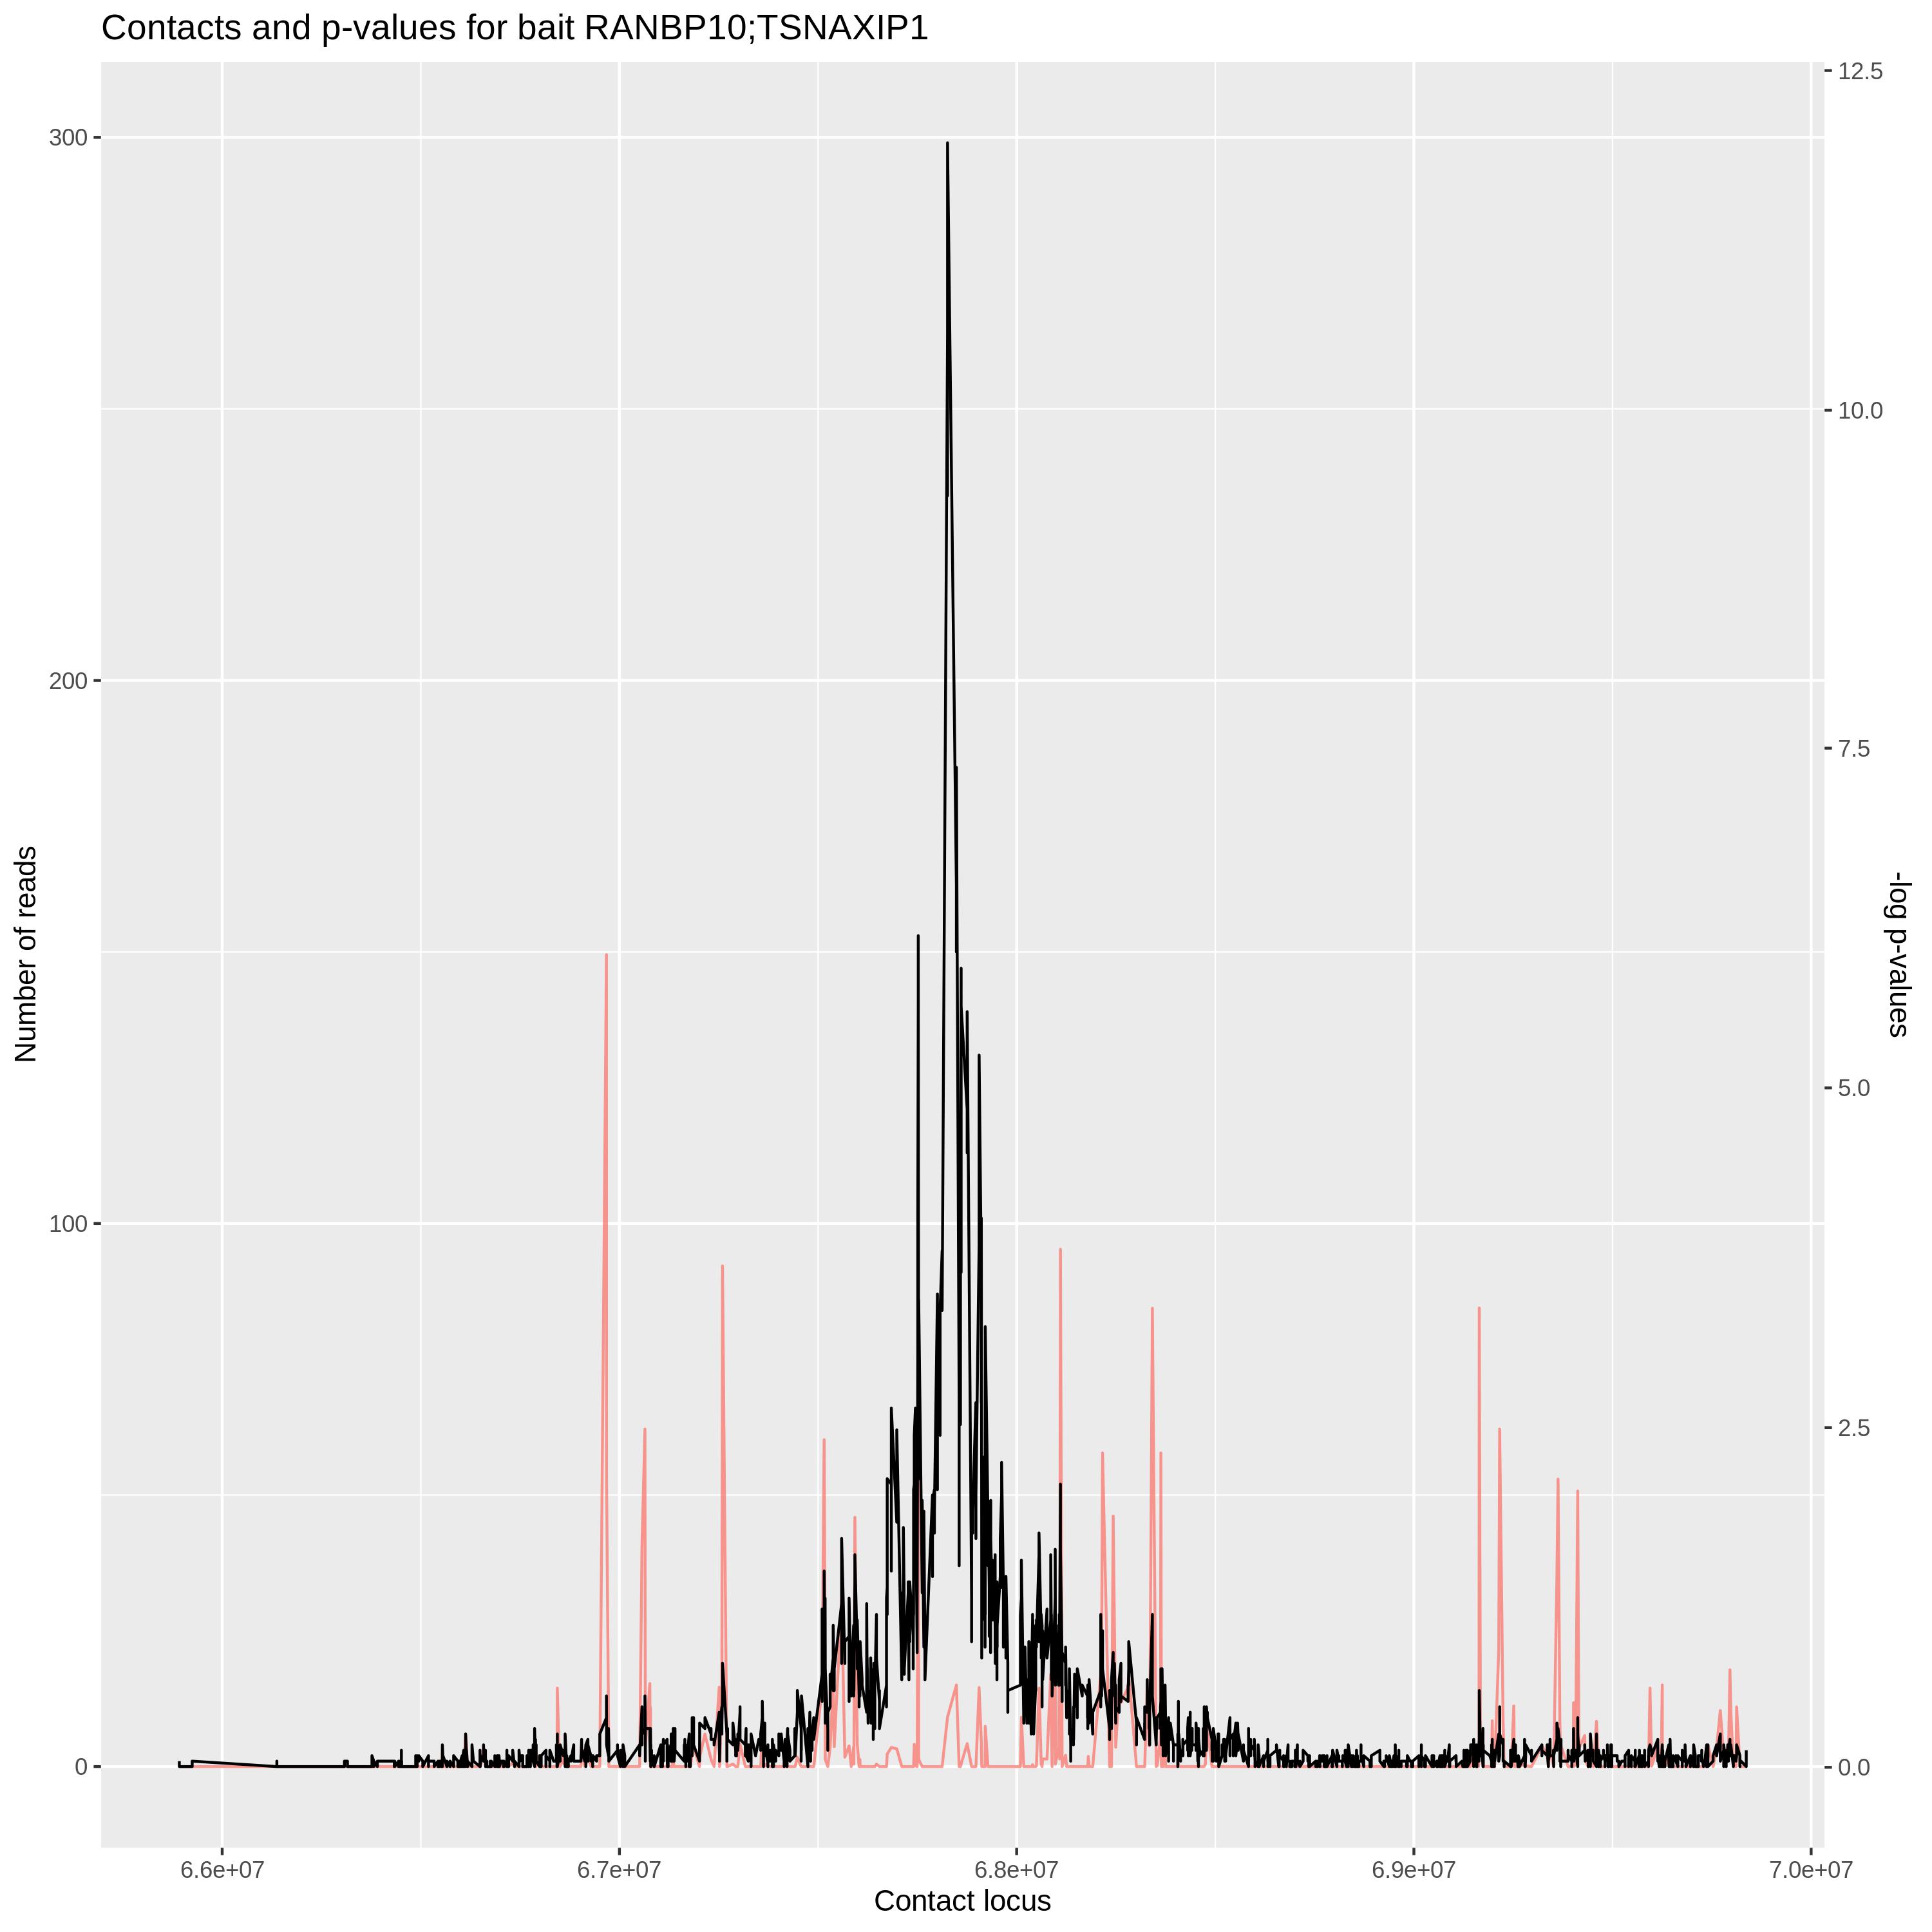 Contacts and p-values for bait RANBP10;TSNAXIP1
300
200
100
0
Number of reads
12.5
10.0
7.5
5.0
2.5
0.0
-log p-values
6.6e+07
6.7e+07
6.8e+07
6.9e+07
7.0e+07
Contact locus